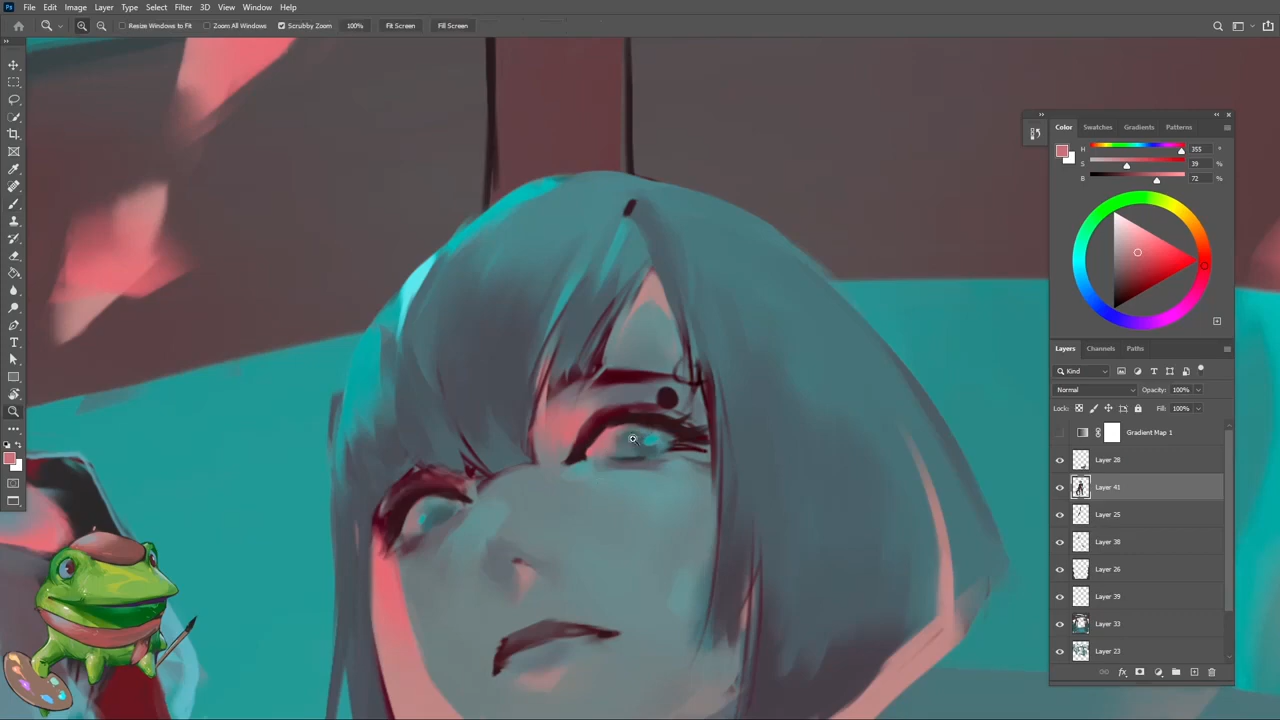 Ps File Edit Image Layer Type Select Filter 3D View Window Help
Resize Windows to Fit Zoom All Windows Scrubby Zoom 100% Fit Screen Fill Screen
Color Swatches Gradients Patterns
H 355 °
S 39 %
B 72 %
Layers Channels Paths
Kind
Normal Opacity: 100%
Lock: Fill: 100%
Gradient Map 1
Layer 28
Layer 41
Layer 25
Layer 38
Layer 26
Layer 39
Layer 33
Layer 23